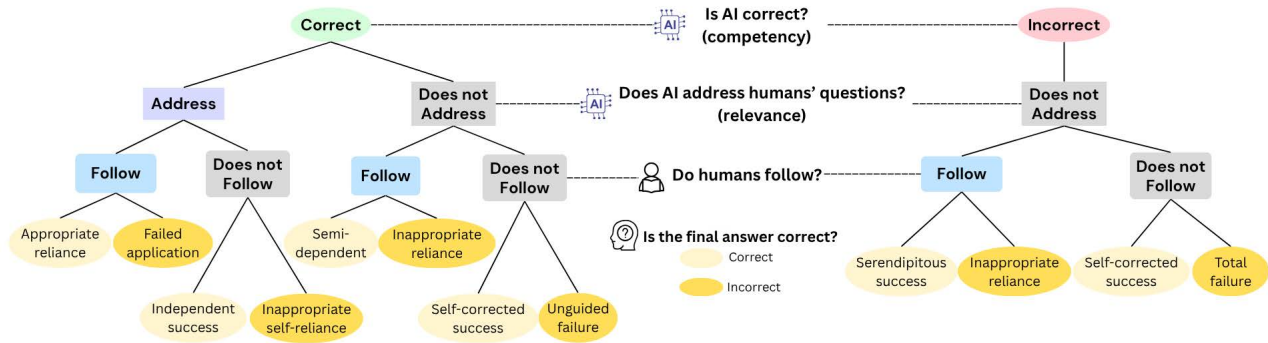 Correct
AI
Is AI correct?
(competency)
Incorrect
Address
Does not
Address
AI
Does AI address humans' questions?
(relevance)
Does not
Address
Follow
Does not
Follow
Follow
Does not
Follow
Do humans follow?
Follow
Does not
Follow
Appropriate
reliance
Failed
application
Semi-
dependent
Inappropriate
reliance
?
Is the final answer correct?
Correct
Incorrect
Serendipitous
success
Inappropriate
reliance
Self-corrected
success
Total
failure
Independent
success
Inappropriate
self-reliance
Self-corrected
success
Unguided
failure